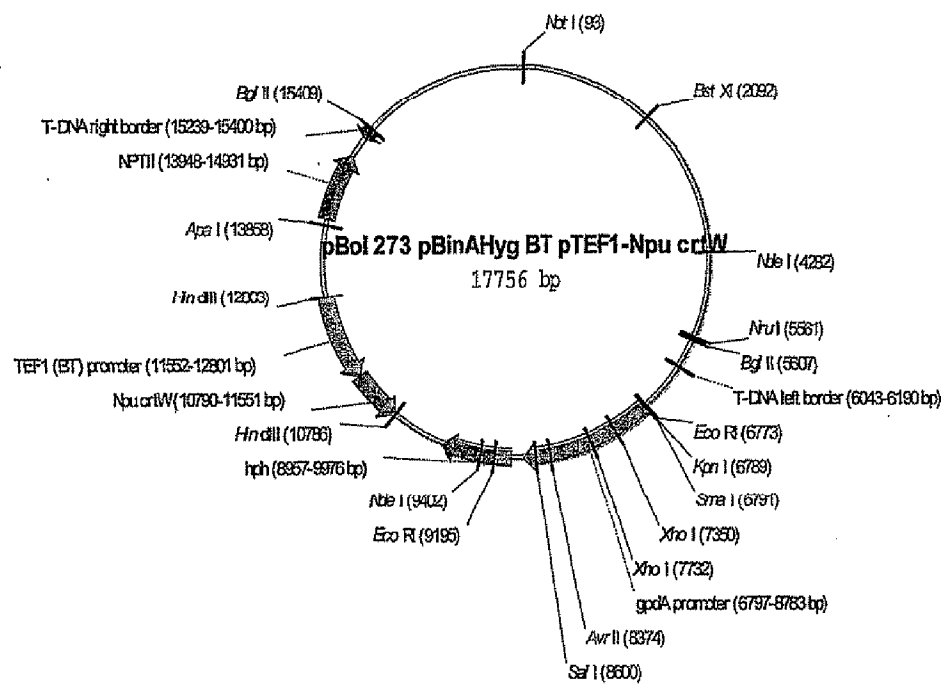 Not I (93)
Bgl II (15409)
Bst XI (2092)
T-DNA right border (15239-15400 bp)
NPTII (13948-14931 bp)
Apa I (13858)
pBol 273 pBinAHyg BT pTEF1-Npu crtW
17756 bp
Nde I (4282)
Hin dIII (12003)
Nru I (5561)
Bgl II (5607)
TEF1 (BT) promoter (11552-12801 bp)
T-DNA left border (6043-6190 bp)
Npu crtW (10790-11551 bp)
Hin dIII (10786)
Eco RI (6773)
hph (8957-9976 bp)
Kpn I (6789)
Nde I (9402)
Sma I (6791)
Eco RI (9195)
Xho I (7350)
Xho I (7732)
gpdA promoter (6797-8783 bp)
Avr II (8374)
Sal I (8600)